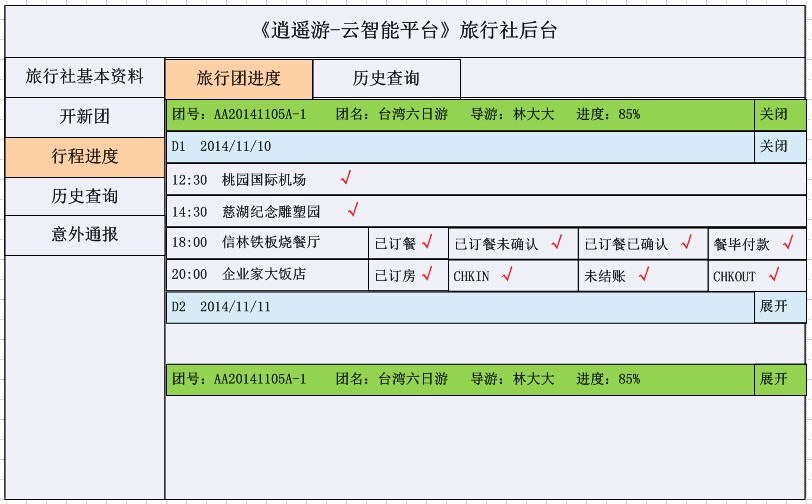 《逍遥游-云智能平台》旅行社后台
旅行社基本资料
旅行团进度
历史查询
开新团
行程进度
历史查询
意外通报
团号: AA20141105A-1 团名: 台湾六日游 导游: 林大大 进度: 85% 关闭
D1 2014/11/10 关闭
12:30 桃园国际机场 √
14:30 慈湖纪念雕塑园 √
18:00 信林铁板烧餐厅 已订餐 √ 已订餐未确认 √ 已订餐已确认 √ 餐毕付款 √
20:00 企业家大饭店 已订房 √ CHKIN √ 未结账 √ CHKOUT √
D2 2014/11/11 展开
团号: AA20141105A-1 团名: 台湾六日游 导游: 林大大 进度: 85% 展开